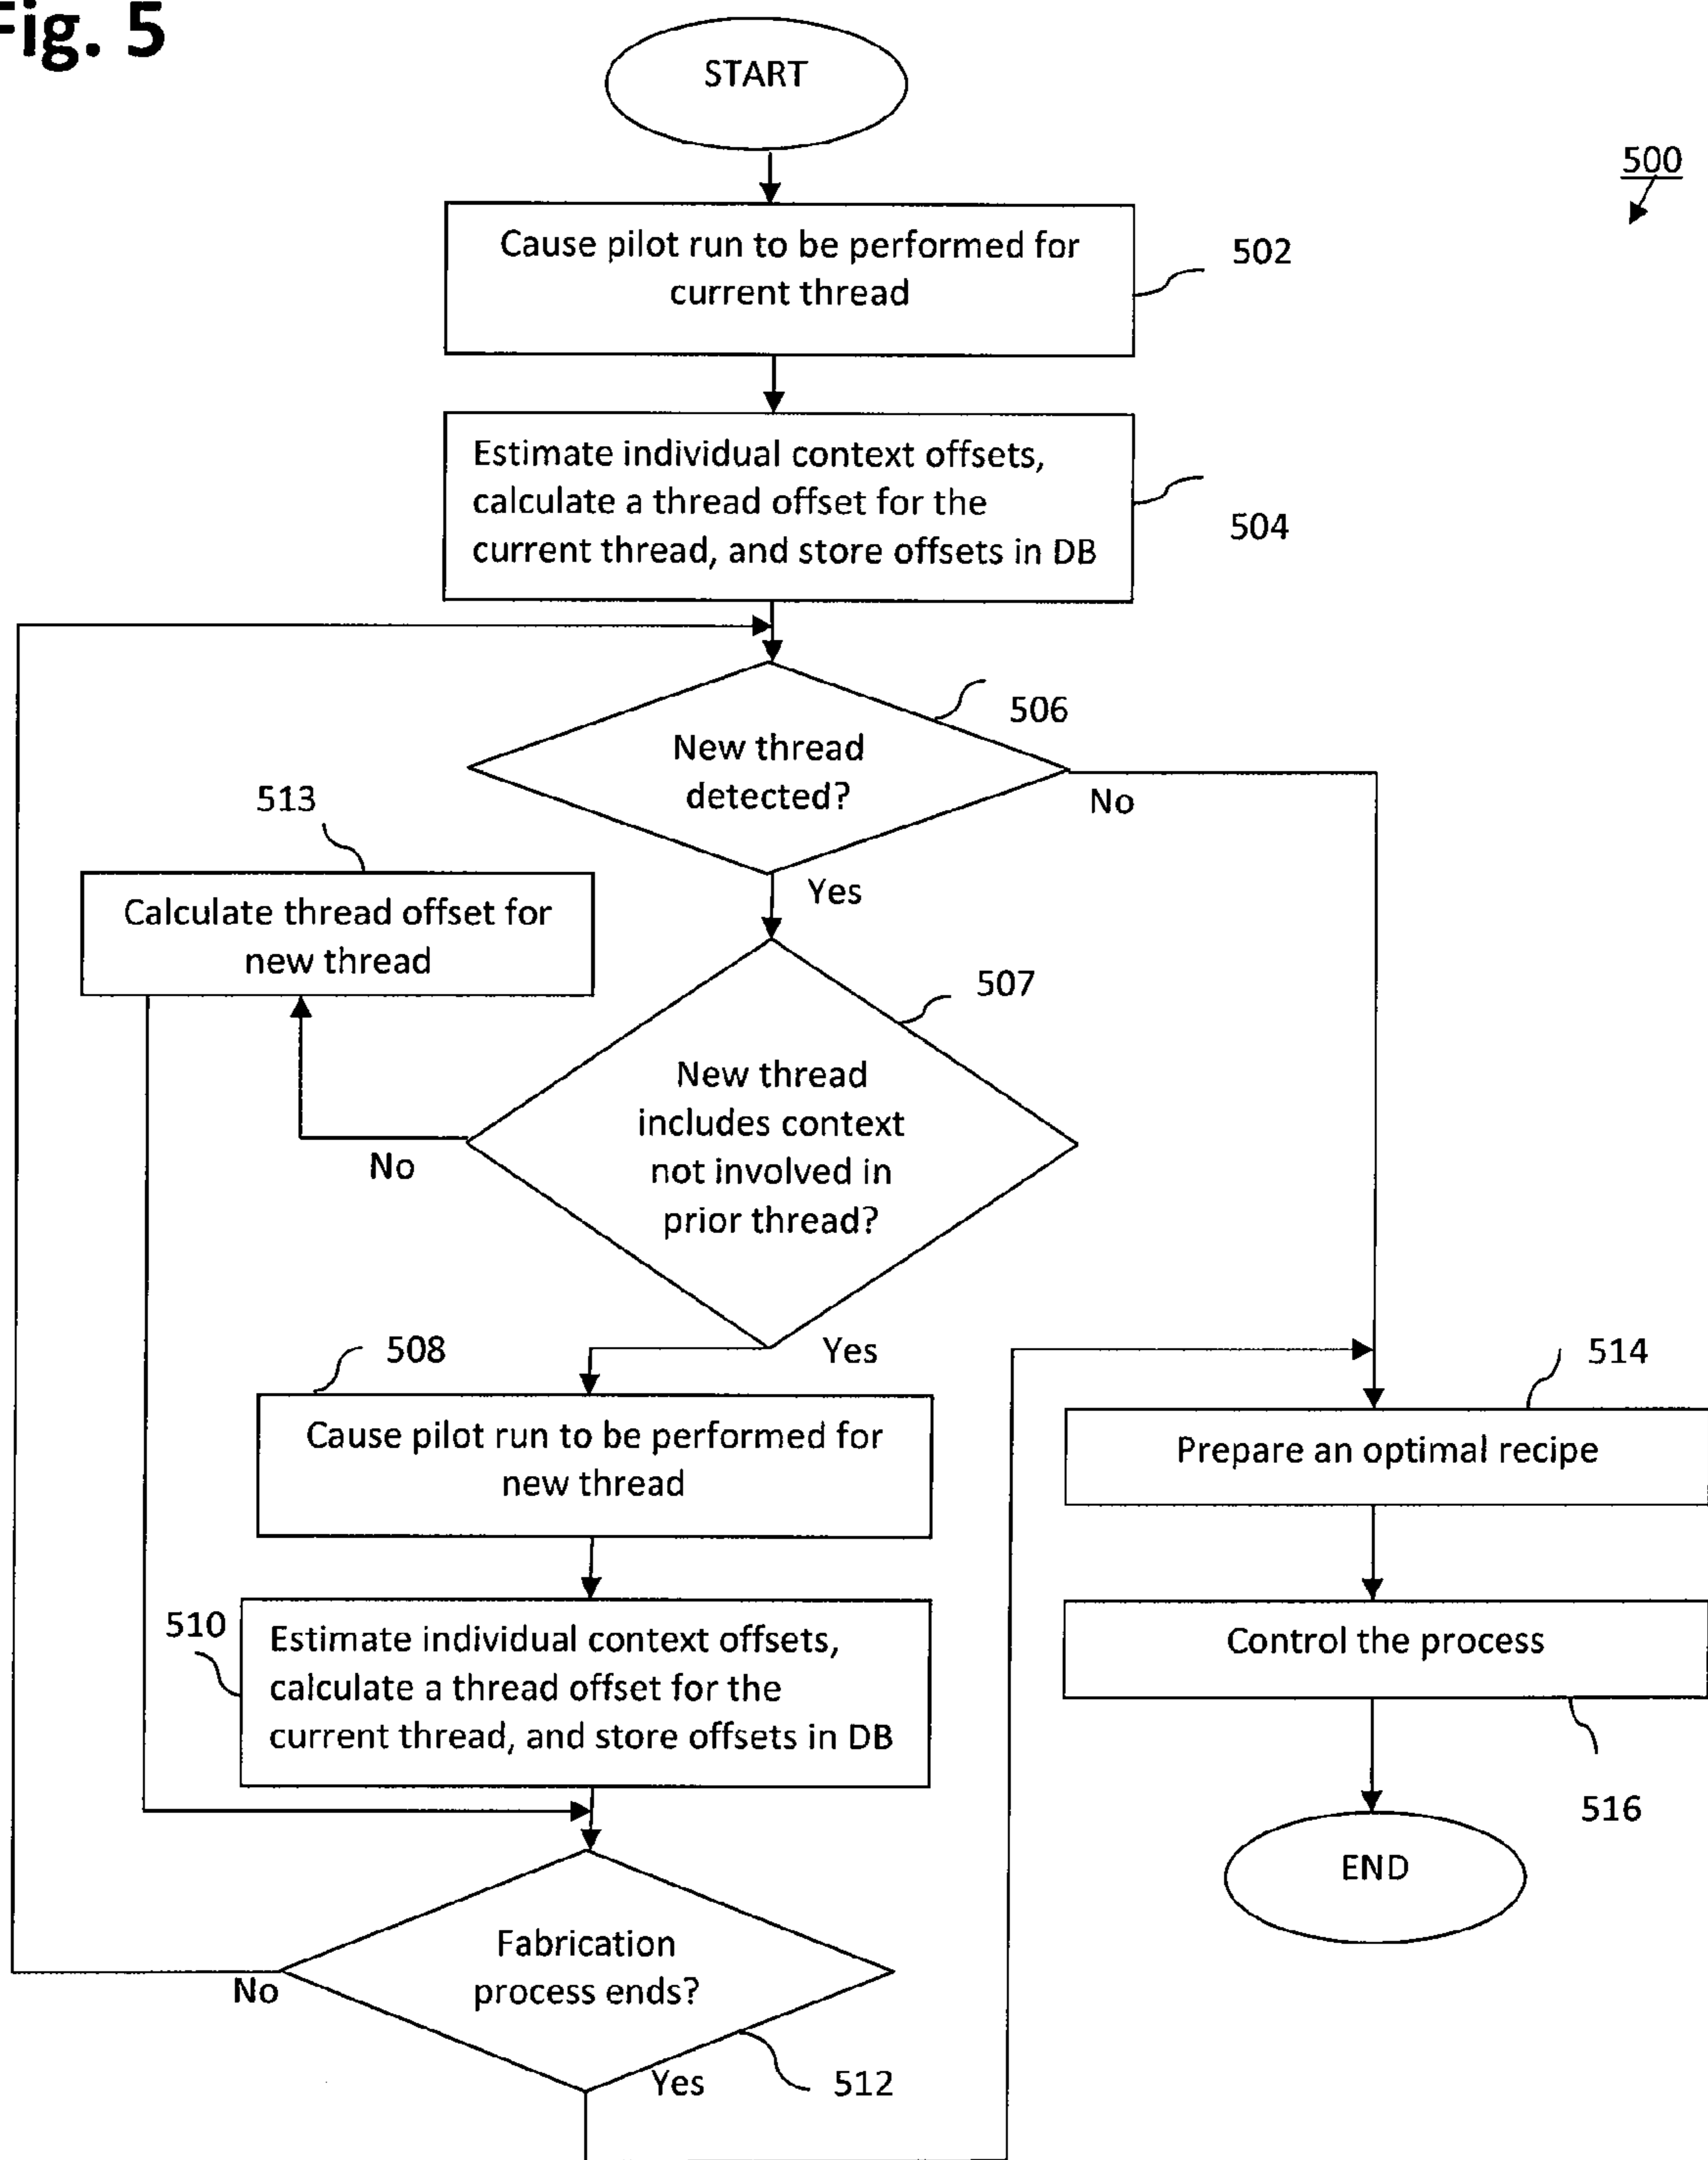 Fig. 5
START
500
Cause pilot run to be performed for
current thread
502
Estimate individual context offsets,
calculate a thread offset for the
current thread, and store offsets in DB
504
506
New thread
detected?
No
Yes
513
Calculate thread offset for
new thread
507
New thread
includes context
not involved in
prior thread?
No
Yes
508
Cause pilot run to be performed for
new thread
514
Prepare an optimal recipe
510
Estimate individual context offsets,
calculate a thread offset for the
current thread, and store offsets in DB
Control the process
516
END
Fabrication
process ends?
No
Yes
512